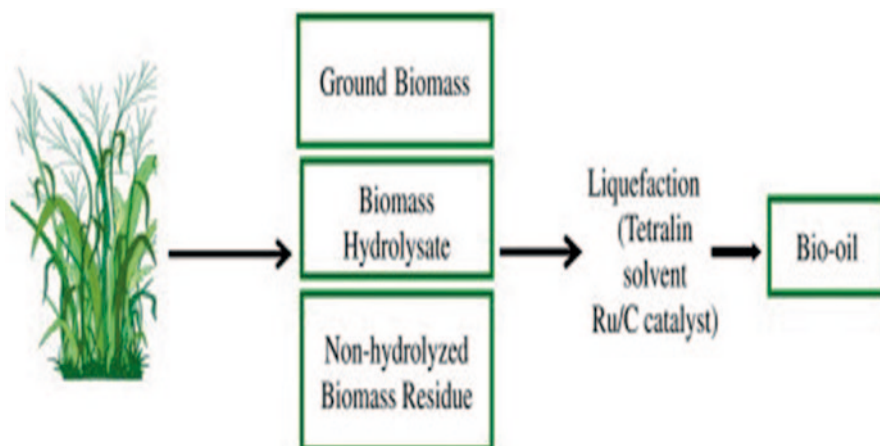 Ground Biomass
Biomass
Hydrolysate
Non-hydrolyzed
Biomass Residue
Liquefaction
(Tetralin
solvent
Ru/C catalyst)
Bio-oil